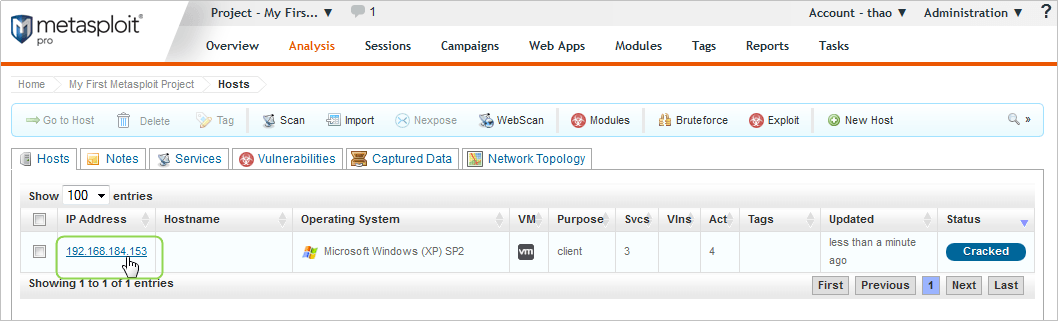 metasploit
pro
Project - My Firs... ▼ 1 Account - thao ▼ Administration ▼ ?
Overview Analysis Sessions Campaigns Web Apps Modules Tags Reports Tasks
Home My First Metasploit Project Hosts
Go to Host Delete Tag Scan Import Nexpose WebScan Modules Bruteforce Exploit New Host »
Hosts Notes Services Vulnerabilities Captured Data Network Topology
Show 100 entries
IP Address Hostname Operating System VM Purpose Svcs Vlns Act Tags Updated Status
192.168.184.153 Microsoft Windows (XP) SP2 vm client 3 4 less than a minute Cracked
ago
Showing 1 to 1 of 1 entries First Previous 1 Next Last